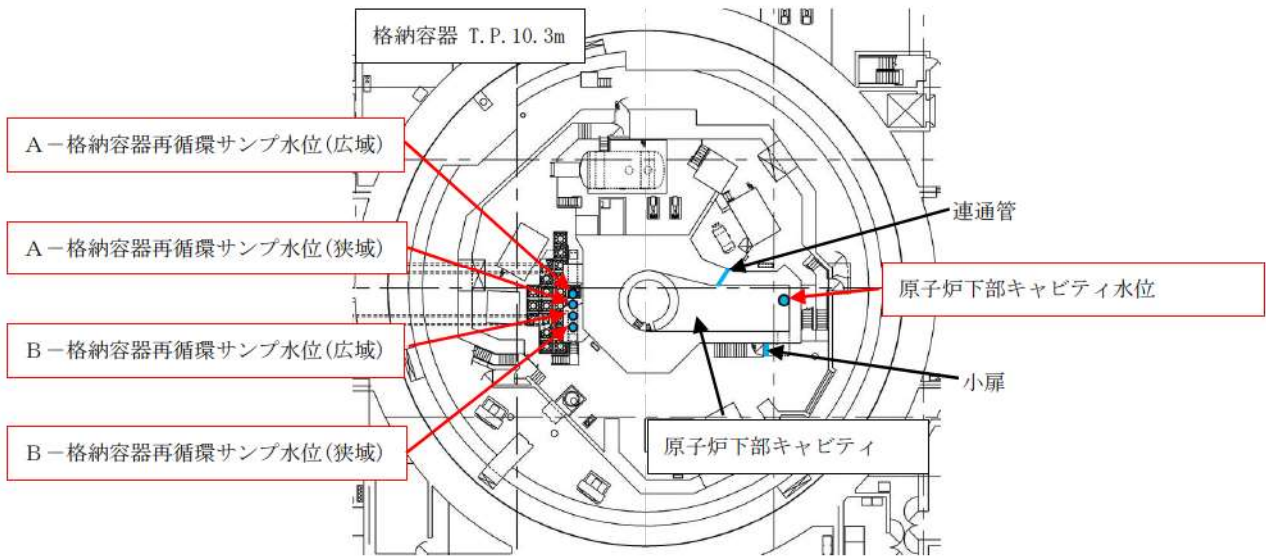 格納容器 T.P.10.3m
A－格納容器再循環サンプ水位(広域)
A－格納容器再循環サンプ水位(狭域)
B－格納容器再循環サンプ水位(広域)
B－格納容器再循環サンプ水位(狭域)
連通管
原子炉下部キャビティ水位
小扉
原子炉下部キャビティ